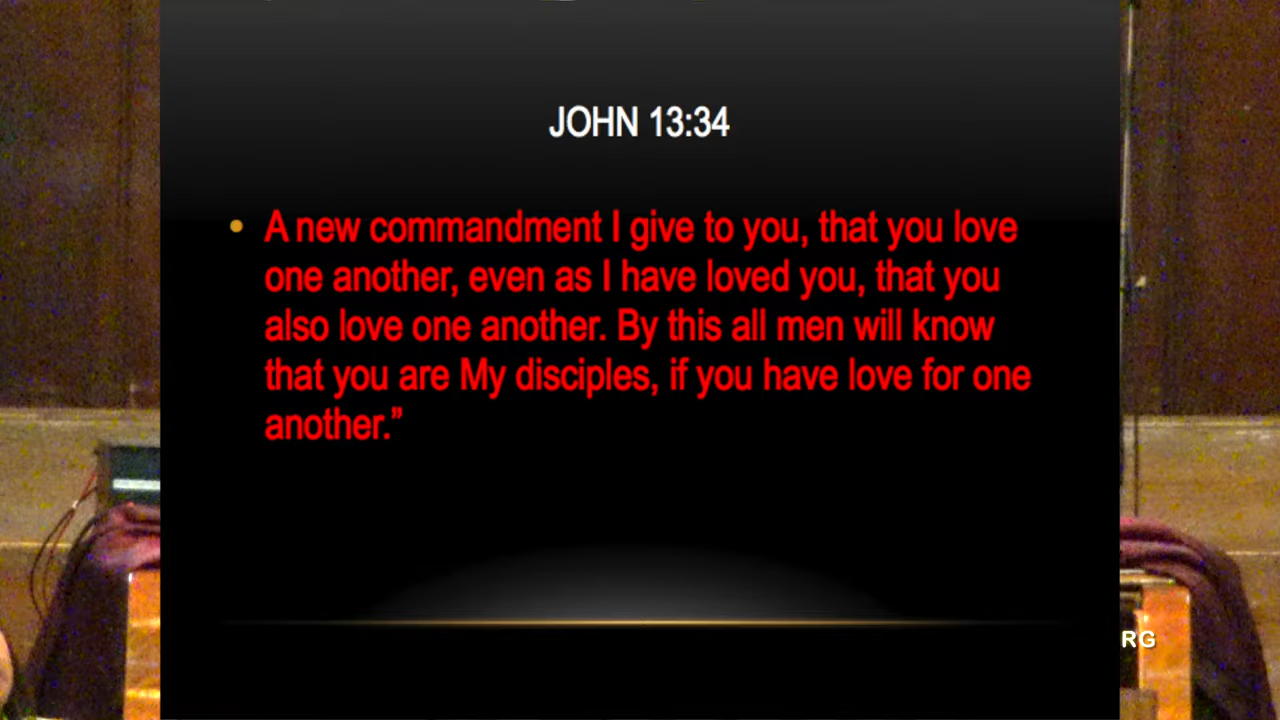 JOHN 13:34
• A new commandment I give to you, that you love
one another, even as I have loved you, that you
also love one another. By this all men will know
that you are My disciples, if you have love for one
another.”
RG